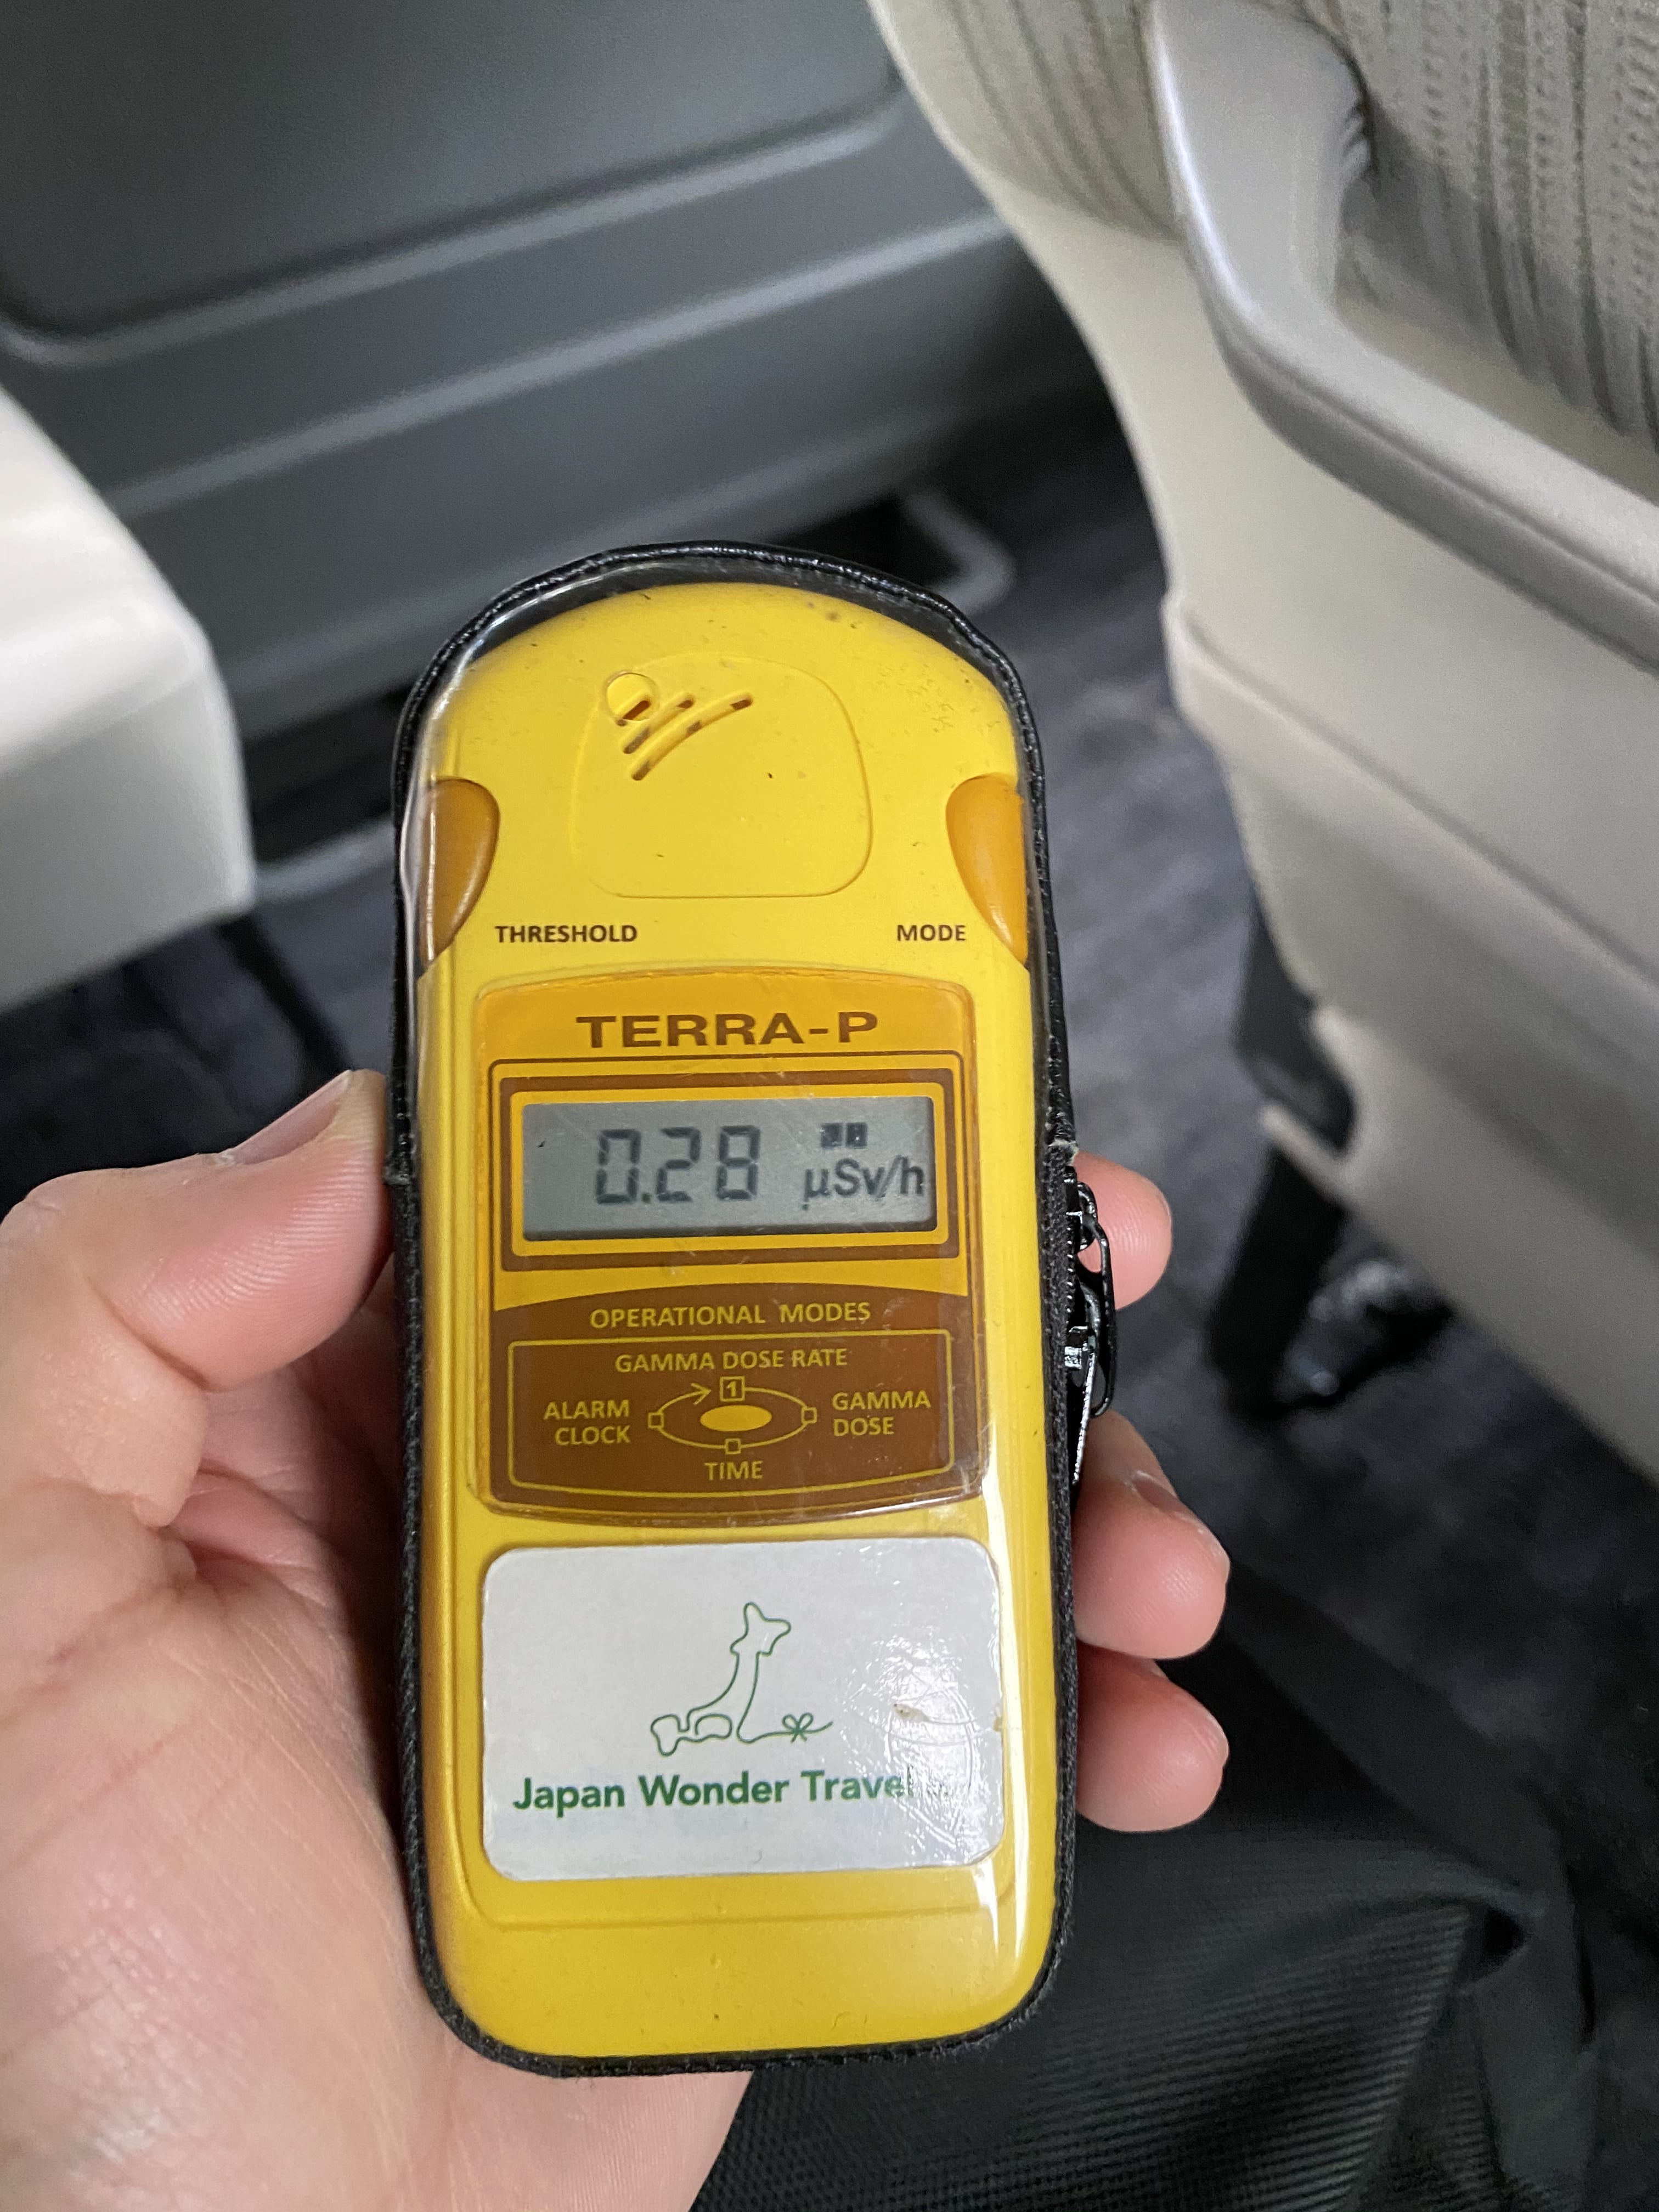 THRESHOLD MODE
TERRA-P
0.28 µSv/h
OPERATIONAL MODES
GAMMA DOSE RATE
1
ALARM
CLOCK
GAMMA
DOSE
TIME
Japan Wonder Travel